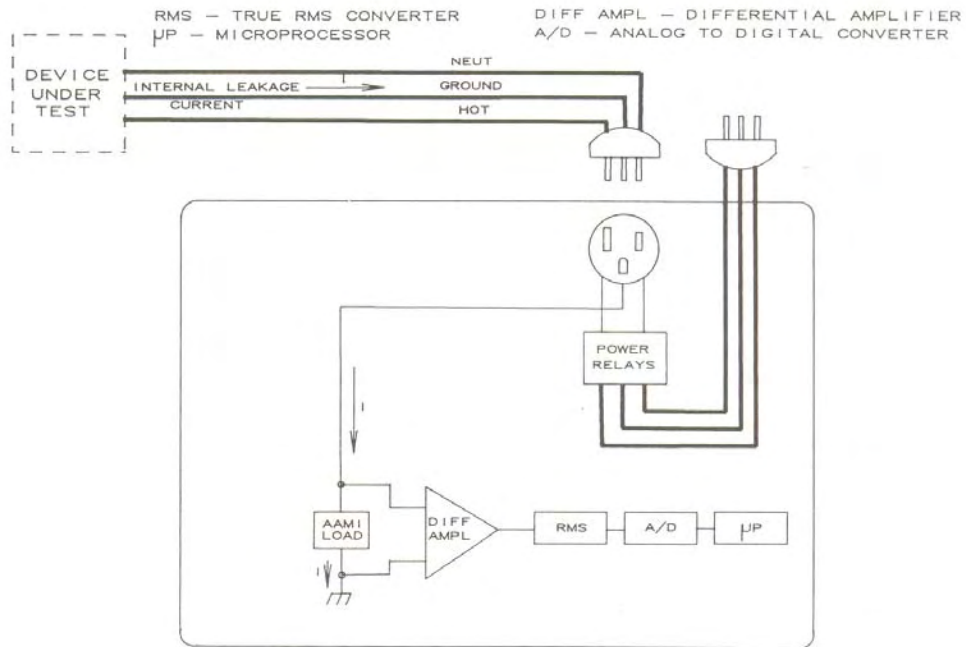 RMS – TRUE RMS CONVERTER
μP – MICROPROCESSOR
DIFF AMPL – DIFFERENTIAL AMPLIFIER
A/D – ANALOG TO DIGITAL CONVERTER
DEVICE
UNDER
TEST
NEUT
I
INTERNAL LEAKAGE
GROUND
CURRENT
HOT
POWER
RELAYS
I
AAMI
LOAD
DIFF
AMPL
RMS
A/D
μP
I